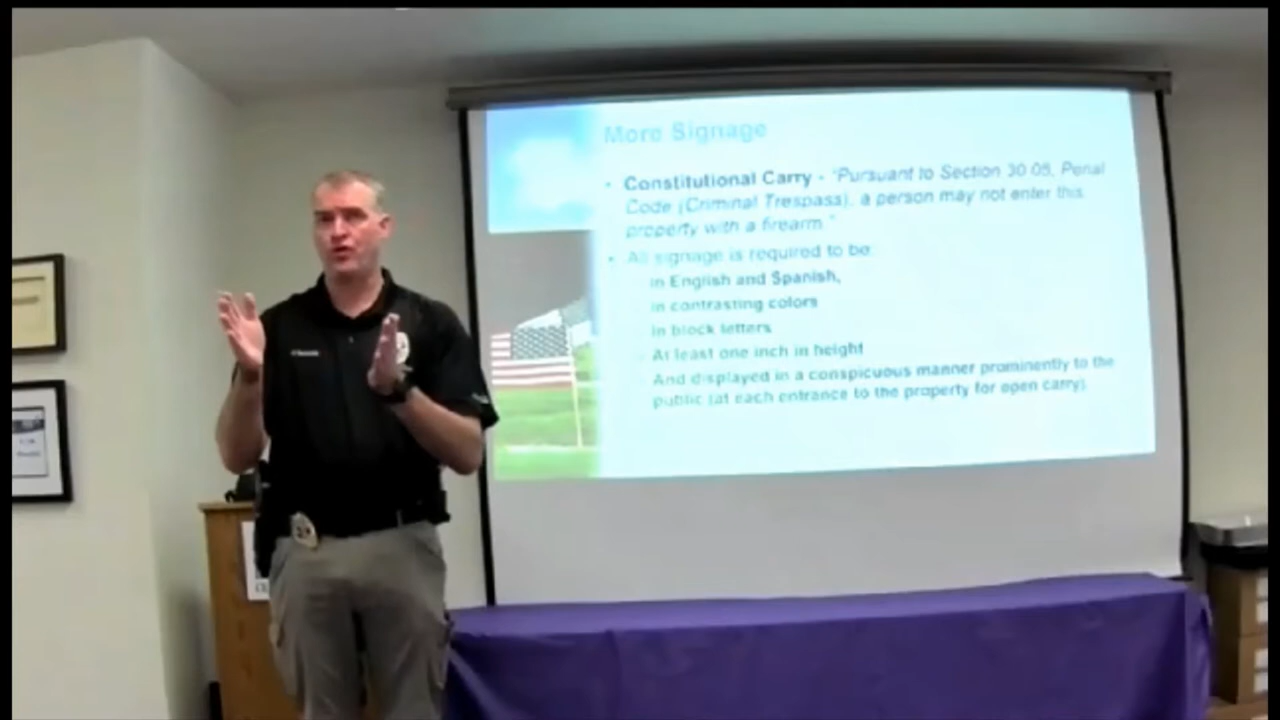 More Signage
• Constitutional Carry - "Pursuant to Section 30.05, Penal
Code (Criminal Trespass), a person may not enter this
property with a firearm."
• All signage is required to be:
in English and Spanish,
in contrasting colors
in block letters
At least one inch in height
And displayed in a conspicuous manner prominently to the
public (at each entrance to the property for open carry).